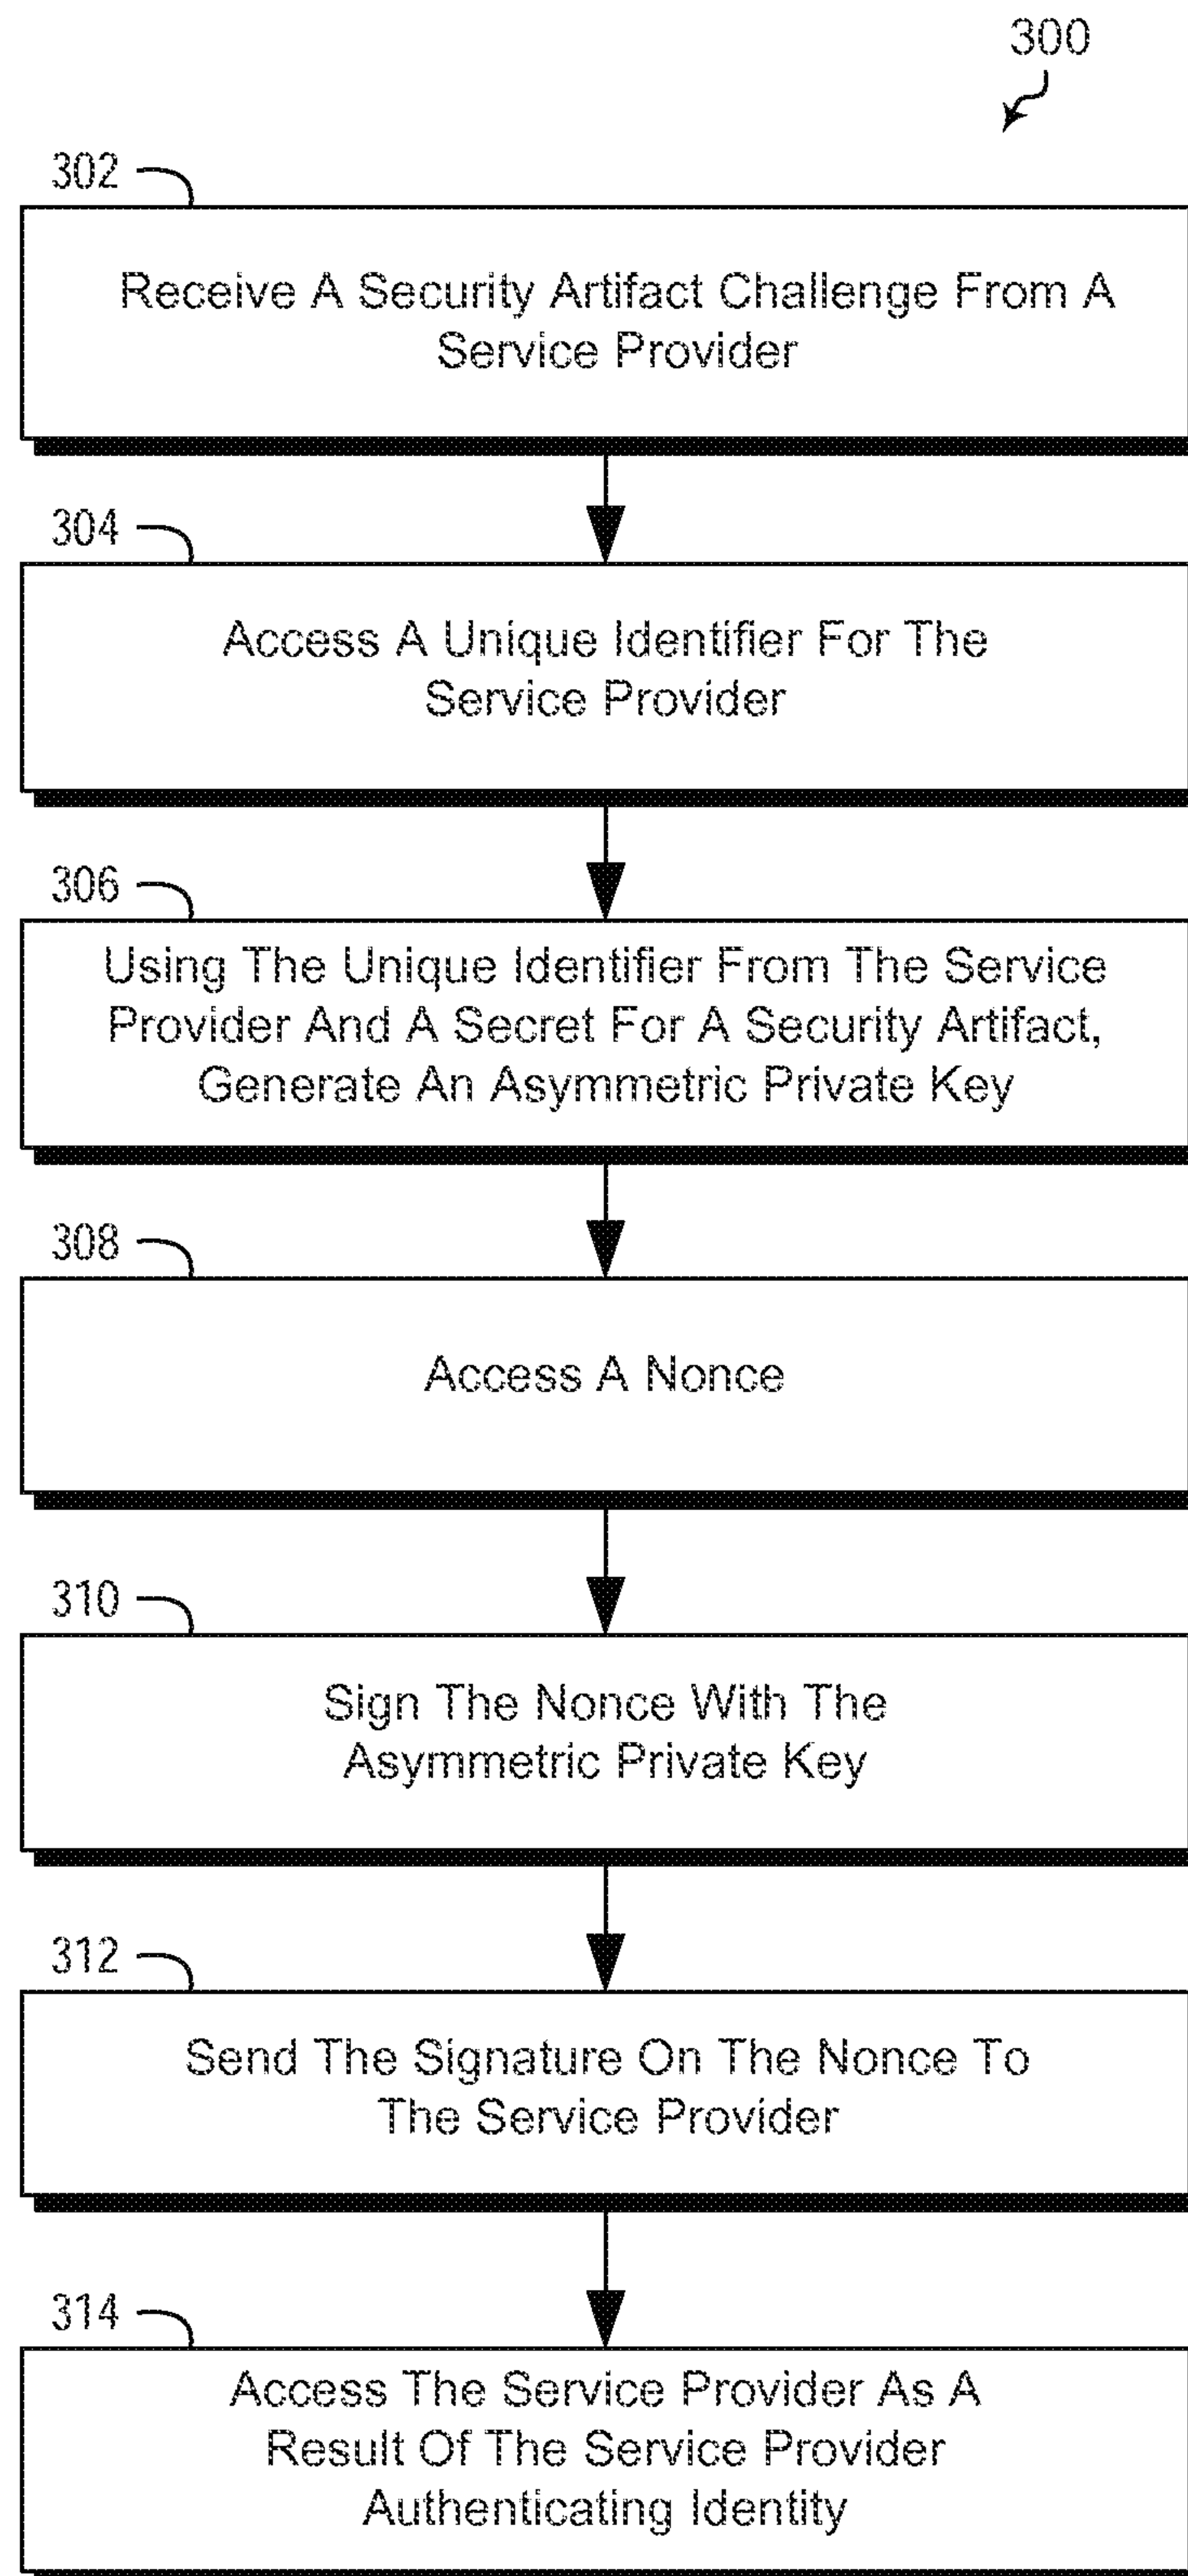 300
302
Receive A Security Artifact Challenge From A
Service Provider
304
Access A Unique Identifier For The
Service Provider
306
Using The Unique Identifier From The Service
Provider And A Secret For A Security Artifact,
Generate An Asymmetric Private Key
308
Access A Nonce
310
Sign The Nonce With The
Asymmetric Private Key
312
Send The Signature On The Nonce To
The Service Provider
314
Access The Service Provider As A
Result Of The Service Provider
Authenticating Identity